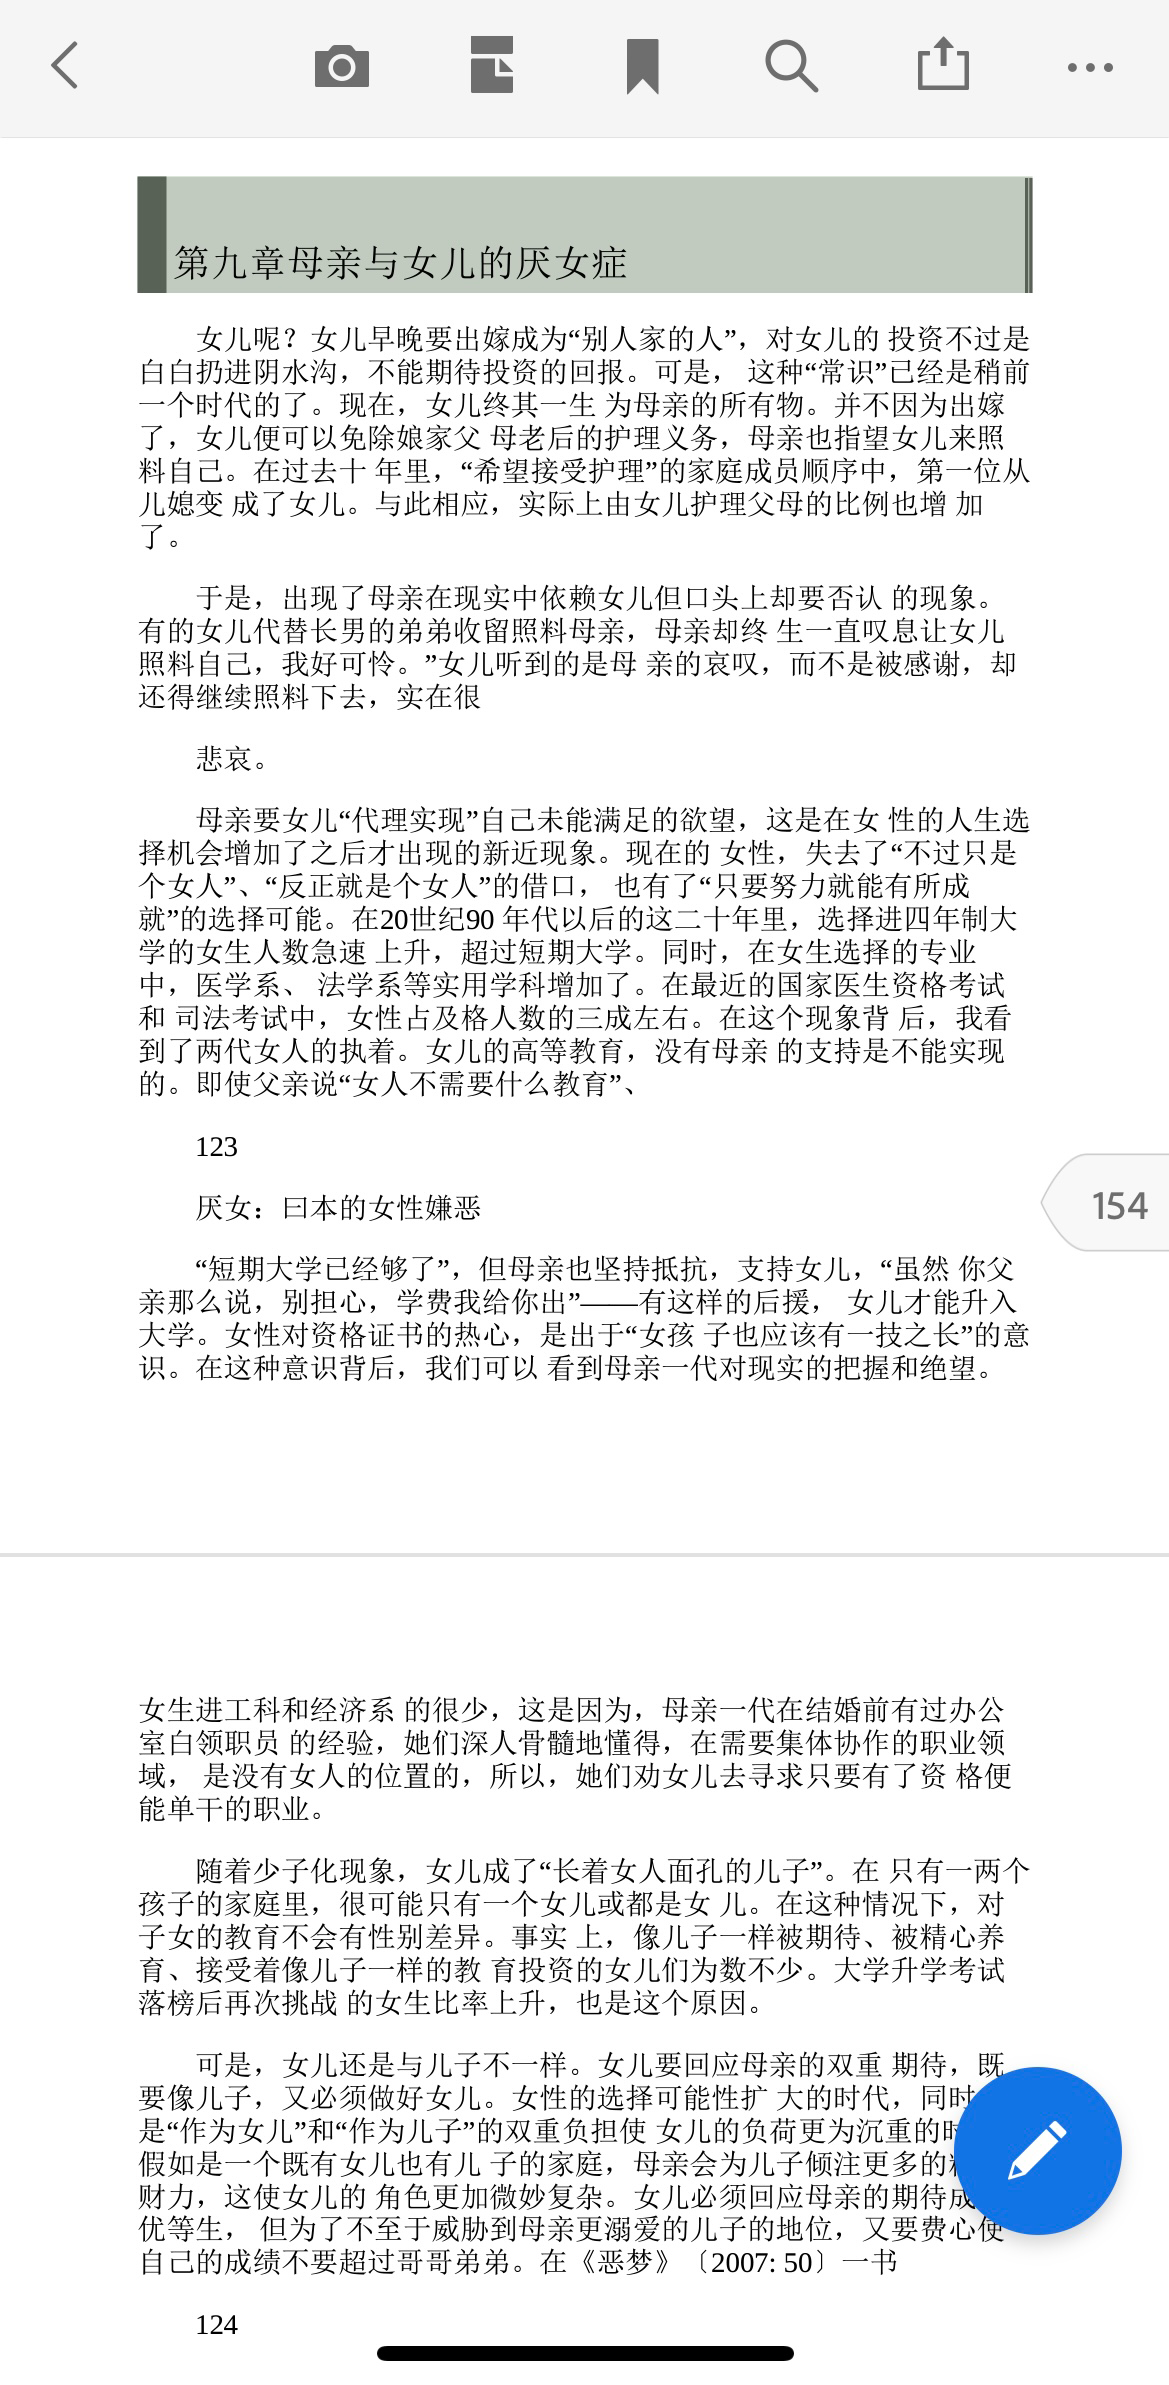 第九章母亲与女儿的厌女症
女儿呢？女儿早晚要出嫁成为“别人家的人”，对女儿的 投资不过是
白白扔进阴水沟，不能期待投资的回报。可是， 这种“常识”已经是稍前
一个时代的了。现在，女儿终其一生 为母亲的所有物。并不因为出嫁
了，女儿便可以免除娘家父 母老后的护理义务，母亲也指望女儿来照
料自己。在过去十 年里，“希望接受护理”的家庭成员顺序中，第一位从
儿媳变 成了女儿。与此相应，实际上由女儿护理父母的比例也增 加
了。
于是，出现了母亲在现实中依赖女儿但口头上却要否认 的现象。
有的女儿代替长男的弟弟收留照料母亲，母亲却终 生一直叹息让女儿
照料自己，我好可怜。”女儿听到的是母 亲的哀叹，而不是被感谢，却
还得继续照料下去，实在很
悲哀。
母亲要女儿“代理实现”自己未能满足的欲望，这是在女 性的人生选
择机会增加了之后才出现的新近现象。现在的 女性，失去了“不过只是
个女人”、“反正就是个女人”的借口， 也有了“只要努力就能有所成
就”的选择可能。在20世纪90 年代以后的这二十年里，选择进四年制大
学的女生人数急速 上升，超过短期大学。同时，在女生选择的专业
中，医学系、 法学系等实用学科增加了。在最近的国家医生资格考试
和 司法考试中，女性占及格人数的三成左右。在这个现象背 后，我看
到了两代女人的执着。女儿的高等教育，没有母亲 的支持是不能实现
的。即使父亲说“女人不需要什么教育”、
123
厌女：曰本的女性嫌恶
154
“短期大学已经够了”，但母亲也坚持抵抗，支持女儿，“虽然 你父
亲那么说，别担心，学费我给你出”——有这样的后援， 女儿才能升入
大学。女性对资格证书的热心，是出于“女孩 子也应该有一技之长”的意
识。在这种意识背后，我们可以 看到母亲一代对现实的把握和绝望。
女生进工科和经济系 的很少，这是因为，母亲一代在结婚前有过办公
室白领职员 的经验，她们深人骨髓地懂得，在需要集体协作的职业领
域， 是没有女人的位置的，所以，她们劝女儿去寻求只要有了资 格便
能单干的职业。
随着少子化现象，女儿成了“长着女人面孔的儿子”。在 只有一两个
孩子的家庭里，很可能只有一个女儿或都是女 儿。在这种情况下，对
子女的教育不会有性别差异。事实 上，像儿子一样被期待、被精心养
育、接受着像儿子一样的教 育投资的女儿们为数不少。大学升学考试
落榜后再次挑战 的女生比率上升，也是这个原因。
可是，女儿还是与儿子不一样。女儿要回应母亲的双重 期待，既
要像儿子，又必须做好女儿。女性的选择可能性扩 大的时代，同时
是“作为女儿”和“作为儿子”的双重负担使 女儿的负荷更为沉重的
假如是一个既有女儿也有儿 子的家庭，母亲会为儿子倾注更多的
财力，这使女儿的 角色更加微妙复杂。女儿必须回应母亲的期待成
优等生， 但为了不至于威胁到母亲更溺爱的儿子的地位，又要费心使
自己的成绩不要超过哥哥弟弟。在《恶梦》〔2007: 50〕一书
124